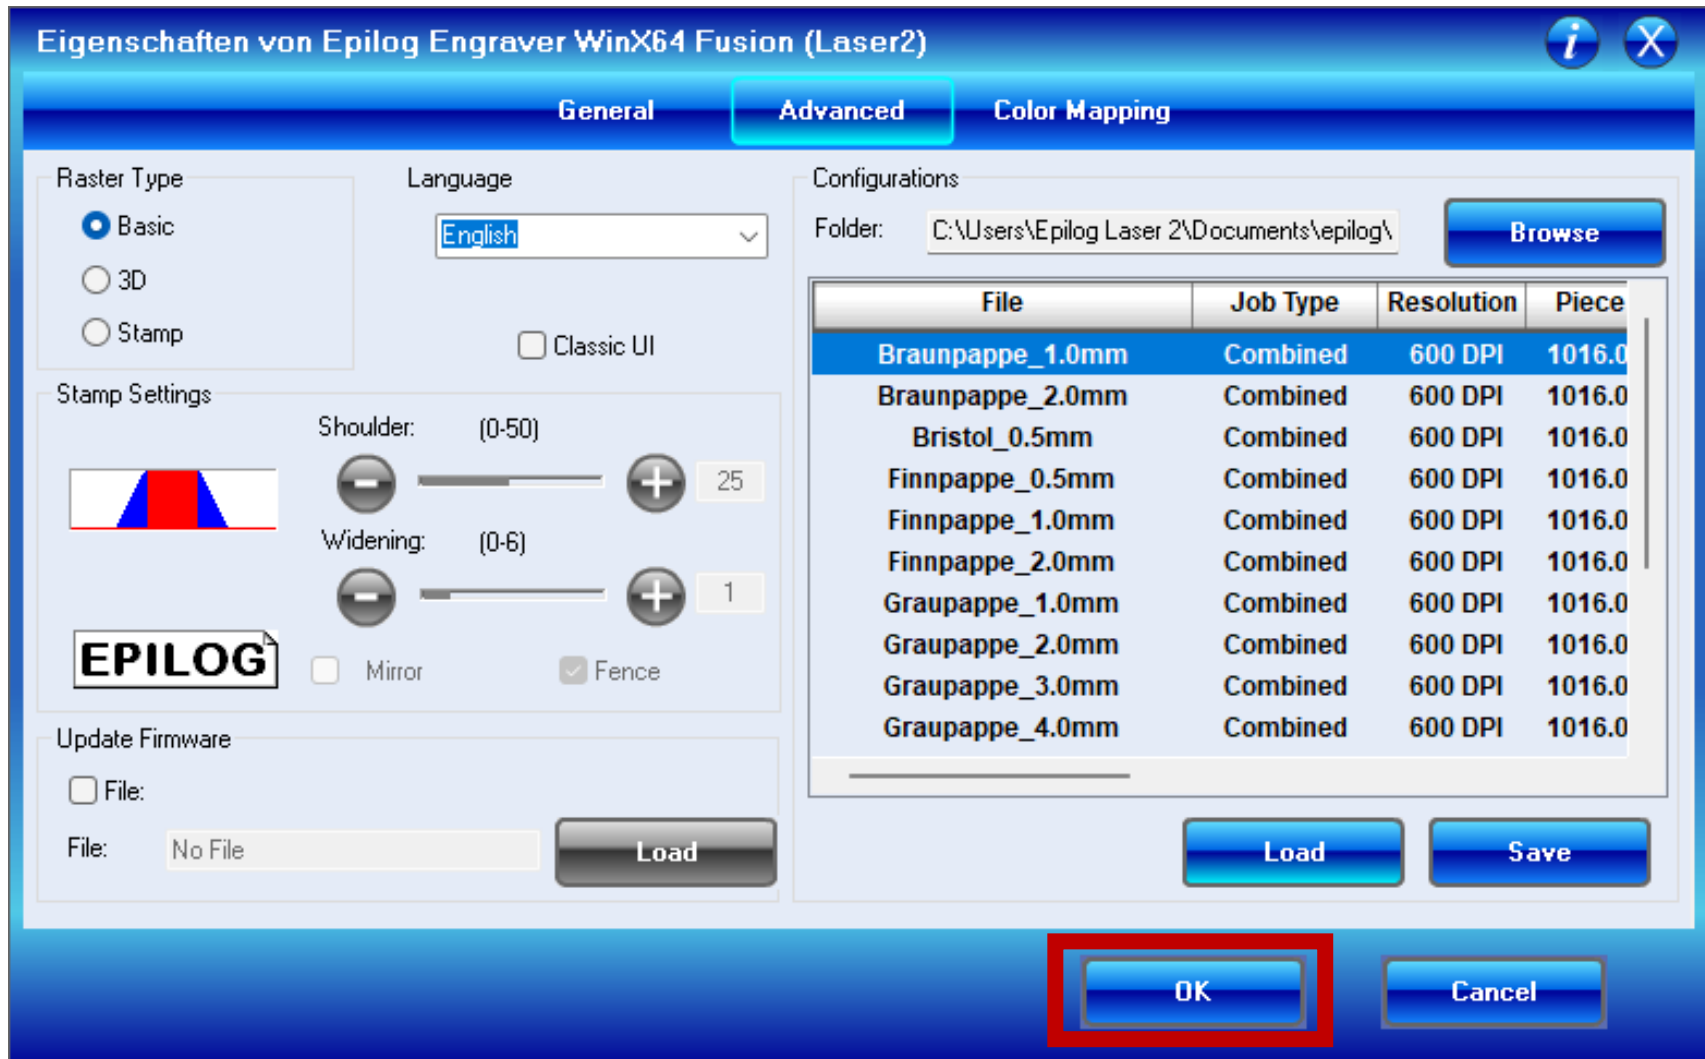 Eigenschaften von Epilog Engraver WinX64 Fusion (Laser2)
i X
General Advanced Color Mapping
Raster Type
Basic
3D
Stamp
Language
English
Classic UI
Stamp Settings
Shoulder: (0-50)
25
Widening: (0-6)
1
EPILOG
Mirror Fence
Update Firmware
File:
File: No File Load
Configurations
Folder: C:\Users\Epilog Laser 2\Documents\epilog\ Browse
File Job Type Resolution Piece
Braunpappe_1.0mm Combined 600 DPI 1016.0
Braunpappe_2.0mm Combined 600 DPI 1016.0
Bristol_0.5mm Combined 600 DPI 1016.0
Finnpappe_0.5mm Combined 600 DPI 1016.0
Finnpappe_1.0mm Combined 600 DPI 1016.0
Finnpappe_2.0mm Combined 600 DPI 1016.0
Graupappe_1.0mm Combined 600 DPI 1016.0
Graupappe_2.0mm Combined 600 DPI 1016.0
Graupappe_3.0mm Combined 600 DPI 1016.0
Graupappe_4.0mm Combined 600 DPI 1016.0
Load Save
OK Cancel